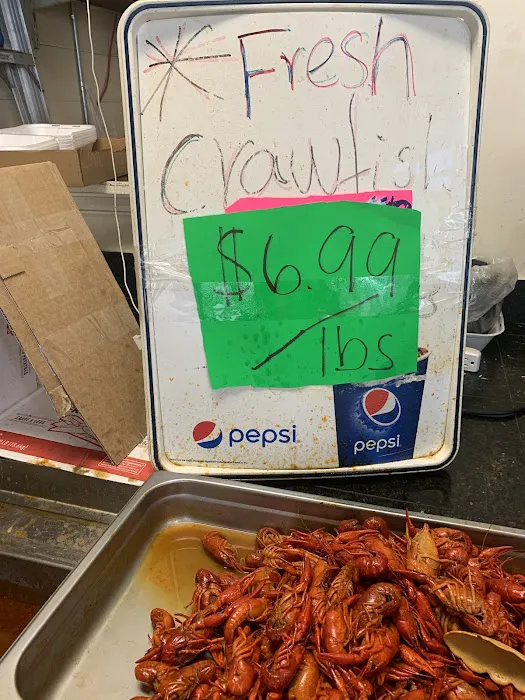 * Fresh
Crawfish
$6.99
/lbs
pepsi
pepsi